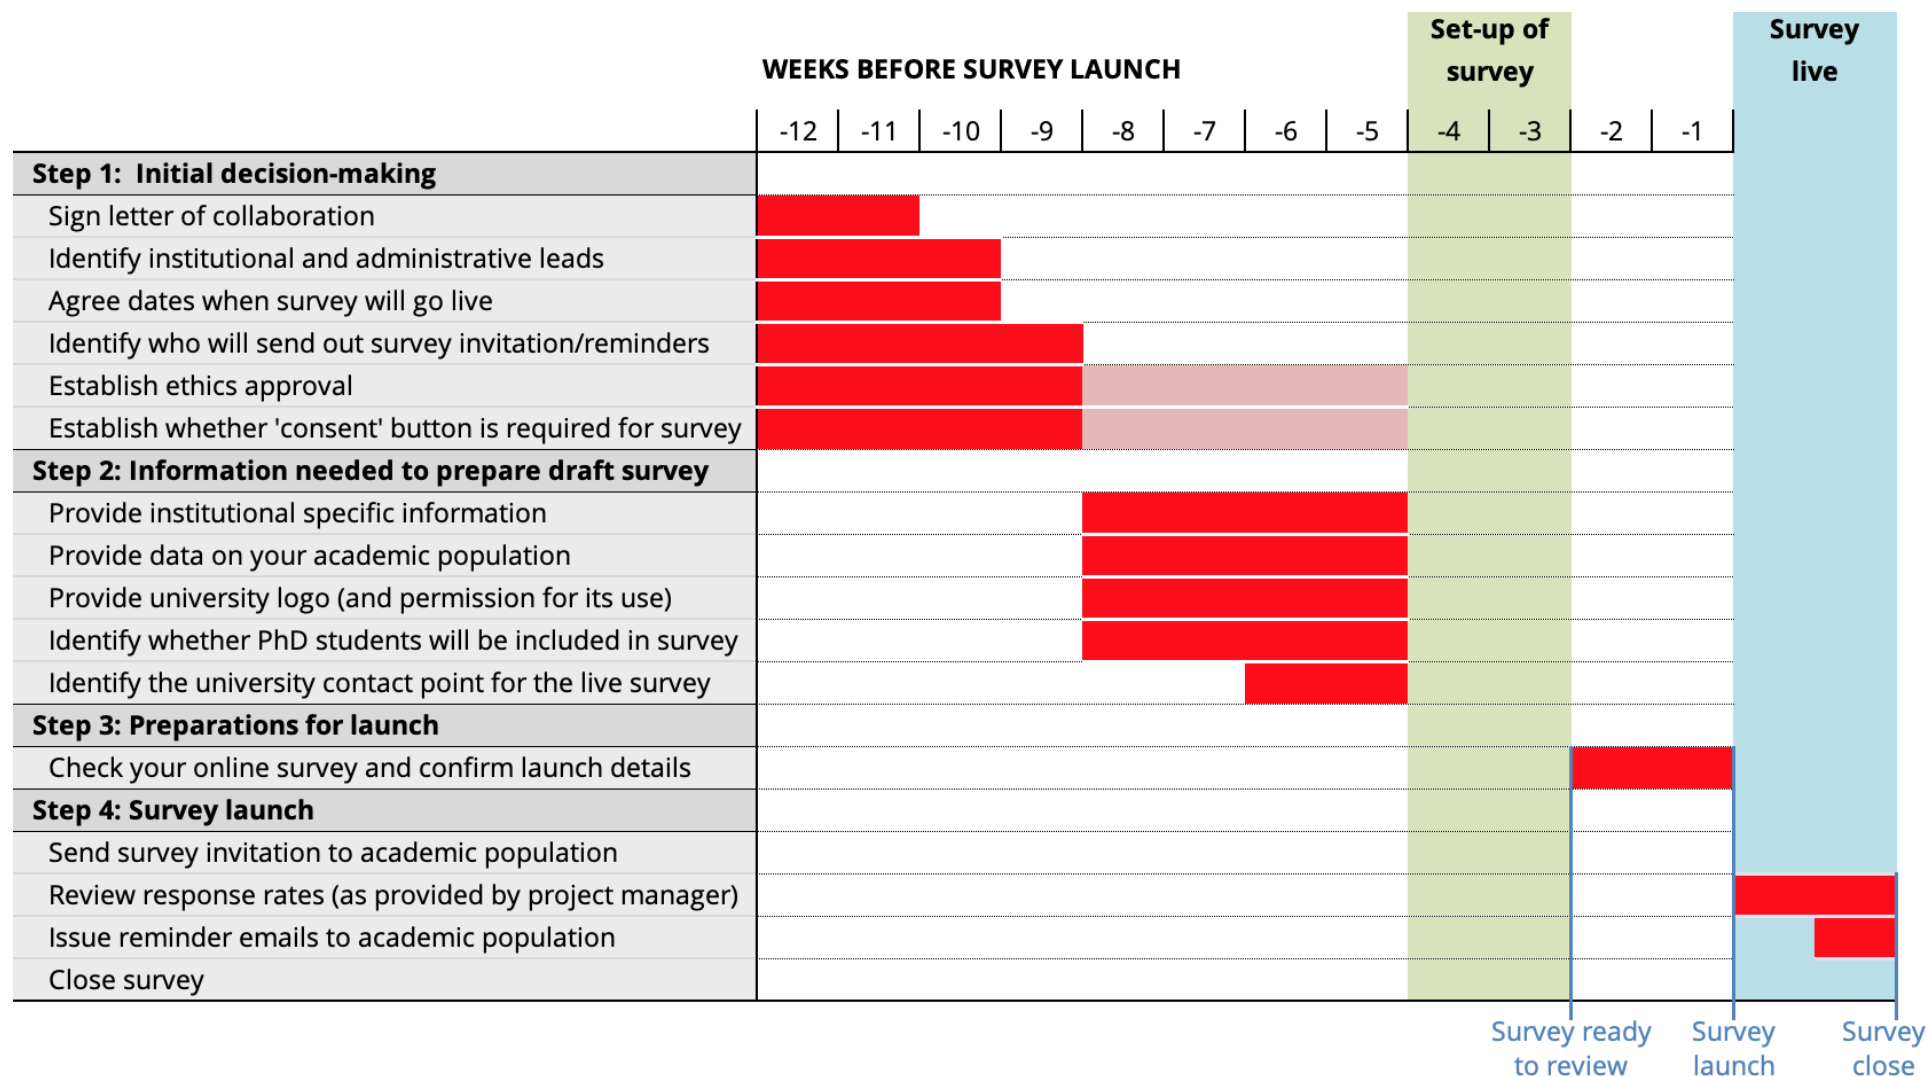 Set-up of
survey
Survey
live
WEEKS BEFORE SURVEY LAUNCH
-12 -11 -10 -9 -8 -7 -6 -5 -4 -3 -2 -1
Step 1:  Initial decision-making
Sign letter of collaboration
Identify institutional and administrative leads
Agree dates when survey will go live
Identify who will send out survey invitation/reminders
Establish ethics approval
Establish whether 'consent' button is required for survey
Step 2: Information needed to prepare draft survey
Provide institutional specific information
Provide data on your academic population
Provide university logo (and permission for its use)
Identify whether PhD students will be included in survey
Identify the university contact point for the live survey
Step 3: Preparations for launch
Check your online survey and confirm launch details
Step 4: Survey launch
Send survey invitation to academic population
Review response rates (as provided by project manager)
Issue reminder emails to academic population
Close survey
Survey ready
to review
Survey
launch
Survey
close